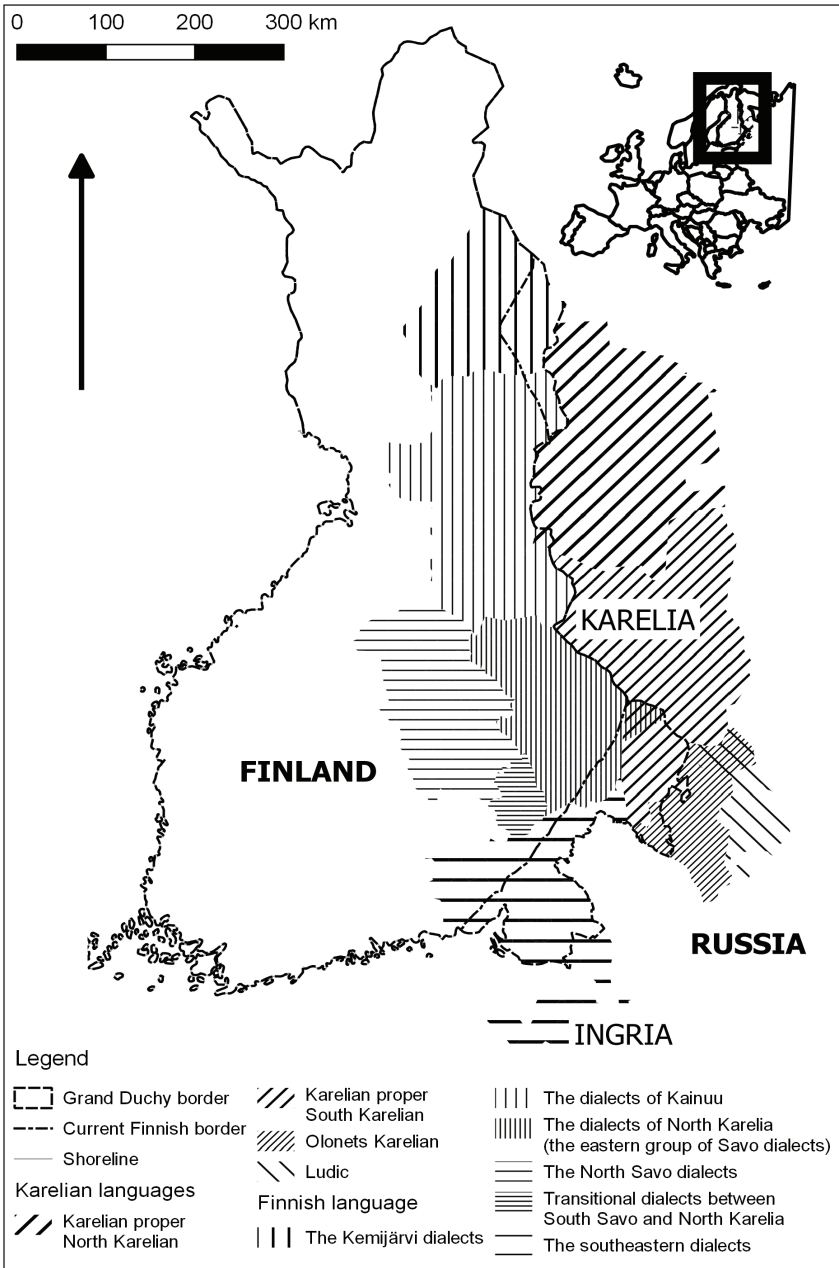 0 100 200 300 km
KARELIA
FINLAND
RUSSIA
INGRIA
Legend
Grand Duchy border
Current Finnish border
Shoreline
Karelian languages
Karelian proper
North Karelian
Karelian proper
South Karelian
Olonets Karelian
Ludic
Finnish language
The Kemijärvi dialects
The dialects of Kainuu
The dialects of North Karelia
(the eastern group of Savo dialects)
The North Savo dialects
Transitional dialects between
South Savo and North Karelia
The southeastern dialects